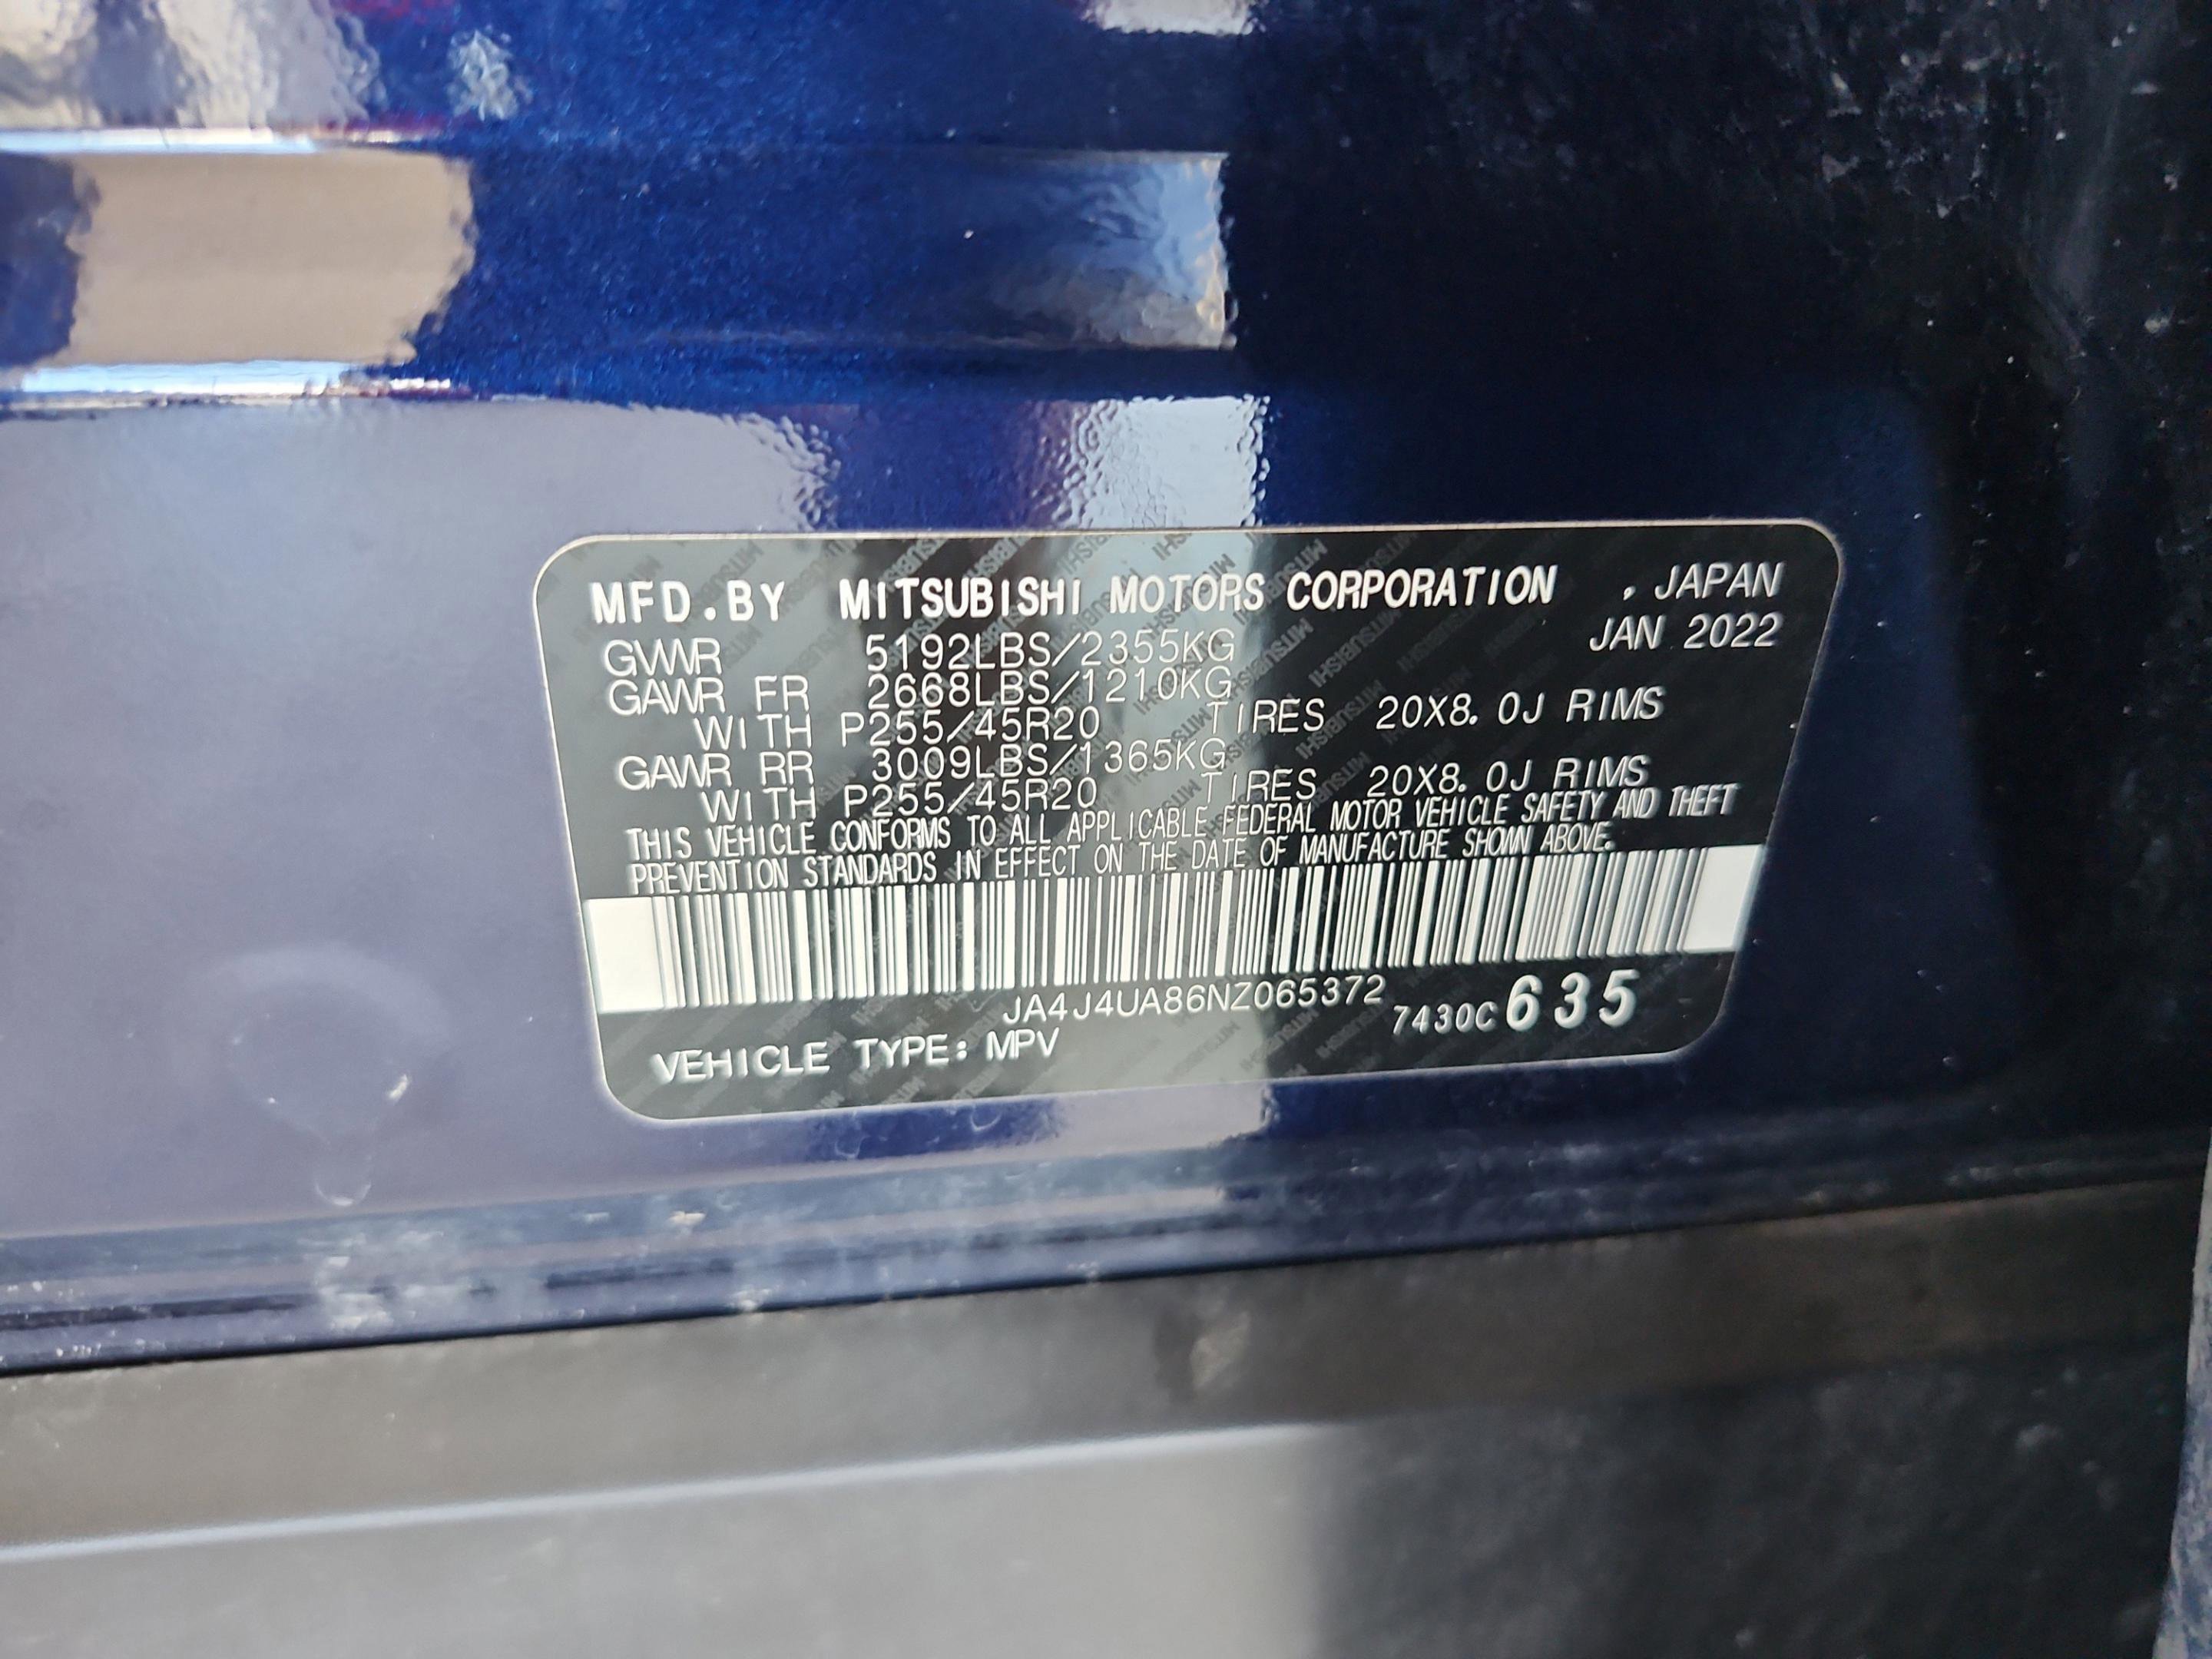 MFD.BY MITSUBISHI MOTORS CORPORATION , JAPAN
JAN 2022
GVWR 5192LBS/2355KG
GAWR FR 2668LBS/1210KG
WITH P255/45R20 TIRES 20X8.0J RIMS
GAWR RR 3009LBS/1365KG
WITH P255/45R20 TIRES 20X8.0J RIMS
THIS VEHICLE CONFORMS TO ALL APPLICABLE FEDERAL MOTOR VEHICLE SAFETY AND THEFT
PREVENTION STANDARDS IN EFFECT ON THE DATE OF MANUFACTURE SHOWN ABOVE.
JA4J4UA86NZ065372 7430C635
VEHICLE TYPE: MPV